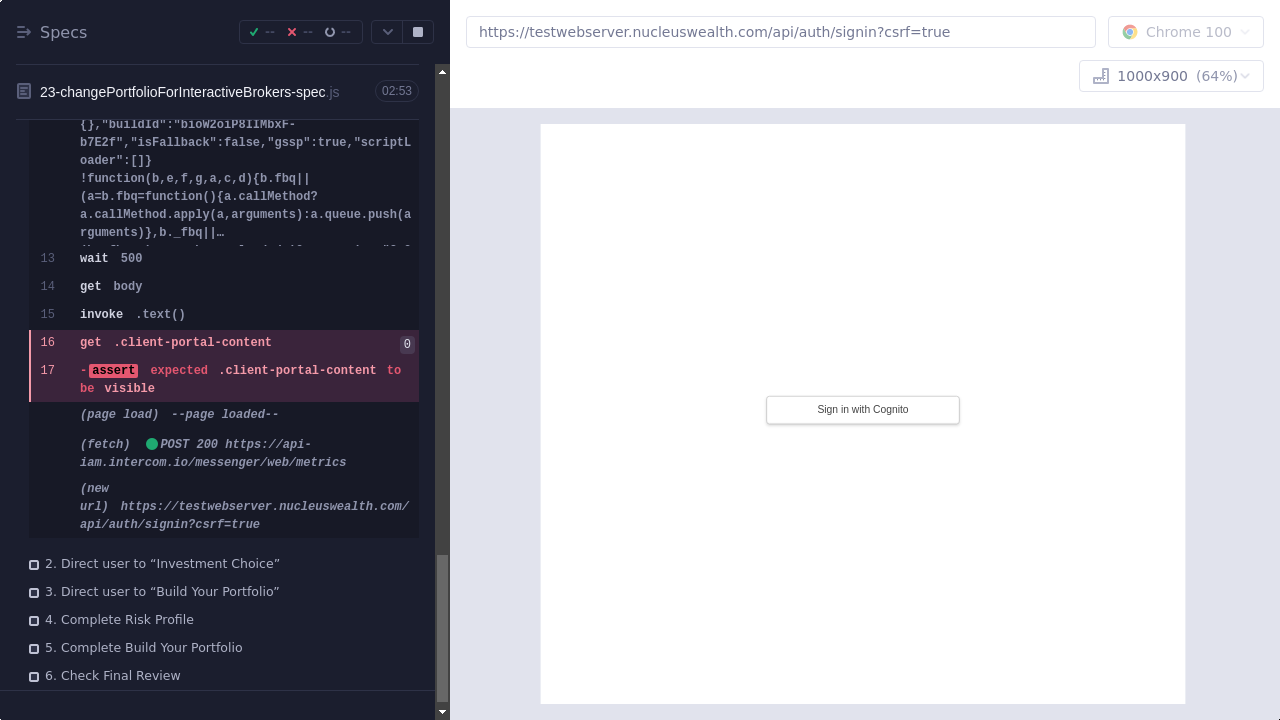 Specs
--
--
--
https://testwebserver.nucleuswealth.com/api/auth/signin?csrf=true
Chrome 100
1000x900 (64%)
23-changePortfolioForInteractiveBrokers-spec.js
02:53
{},"buildId":"bioW2oiP8IIMbxF-
b7E2f","isFallback":false,"gssp":true,"scriptL
oader":[]}
!function(b,e,f,g,a,c,d){b.fbq||
(a=b.fbq=function(){a.callMethod?
a.callMethod.apply(a,arguments):a.queue.push(a
rguments)},b._fbq||…
13 wait 500
14 get body
15 invoke .text()
16 get .client-portal-content 0
17 -assert expected .client-portal-content to
be visible
(page load) --page loaded--
(fetch) POST 200 https://api-
iam.intercom.io/messenger/web/metrics
(new
url) https://testwebserver.nucleuswealth.com/
api/auth/signin?csrf=true
2. Direct user to “Investment Choice”
3. Direct user to “Build Your Portfolio”
4. Complete Risk Profile
5. Complete Build Your Portfolio
6. Check Final Review
Sign in with Cognito